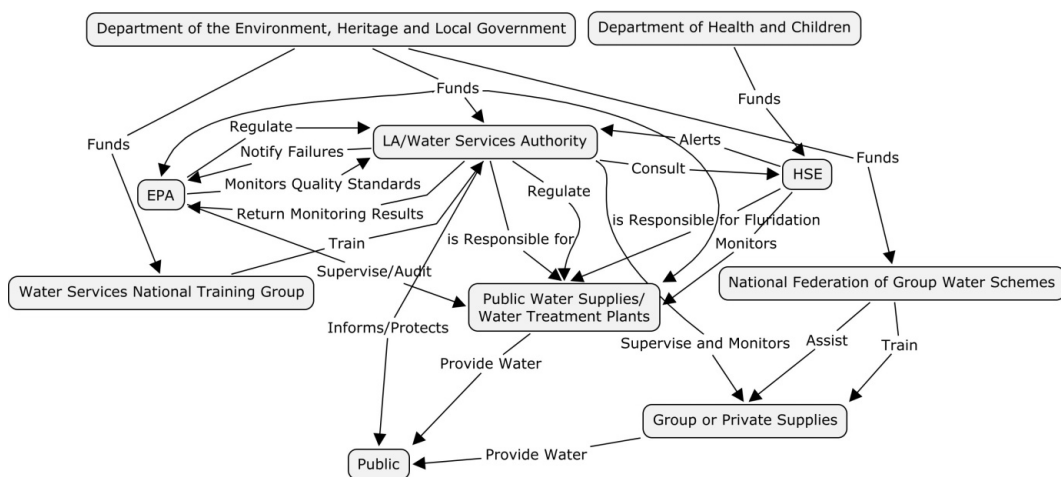 Department of the Environment, Heritage and Local Government
Department of Health and Children
Funds
Funds
Regulate
LA/Water Services Authority
Alerts
Funds
Notify Failures
Funds
Consult
HSE
Monitors Quality Standards
EPA
Regulate
Return Monitoring Results
is Responsible for Fluridation
Train
is Responsible for
Monitors
Supervise/Audit
Water Services National Training Group
National Federation of Group Water Schemes
Public Water Supplies/
Water Treatment Plants
Informs/Protects
Supervise and Monitors
Assist
Train
Provide Water
Group or Private Supplies
Provide Water
Public